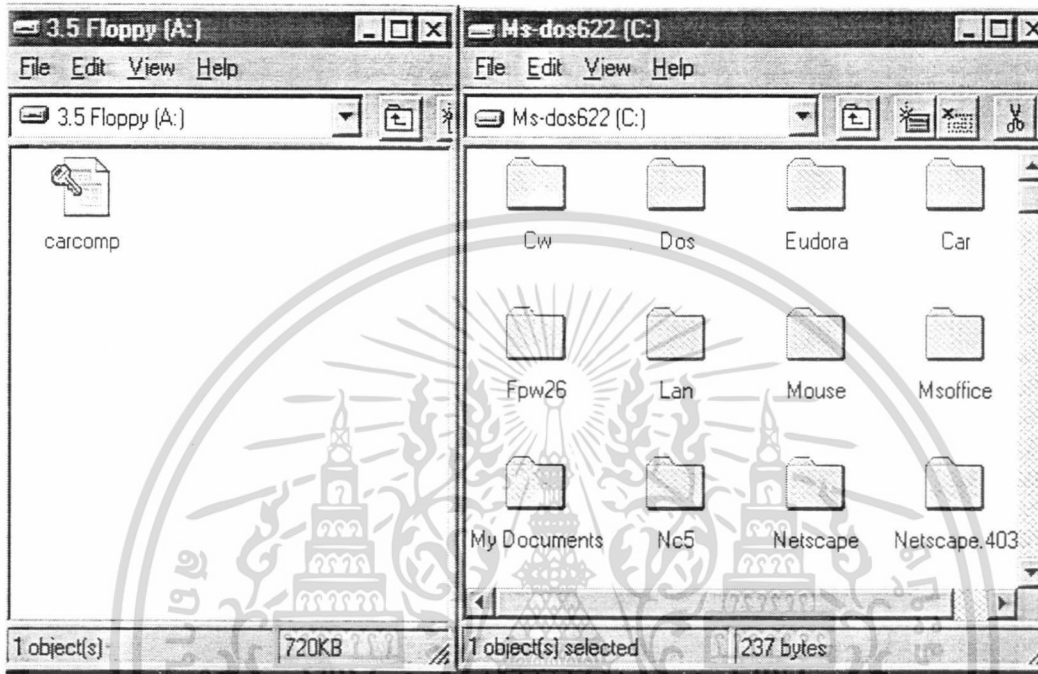 3.5 Floppy (A:)
File Edit View Help
3.5 Floppy (A:)
carcomp
1 object(s)
720KB
Ms-dos622 (C:)
File Edit View Help
Ms-dos622 (C:)
Cw Dos Eudora Car
Fpw26 Lan Mouse Msoffice
My Documents Nc5 Netscape Netscape.403
1 object(s) selected
237 bytes